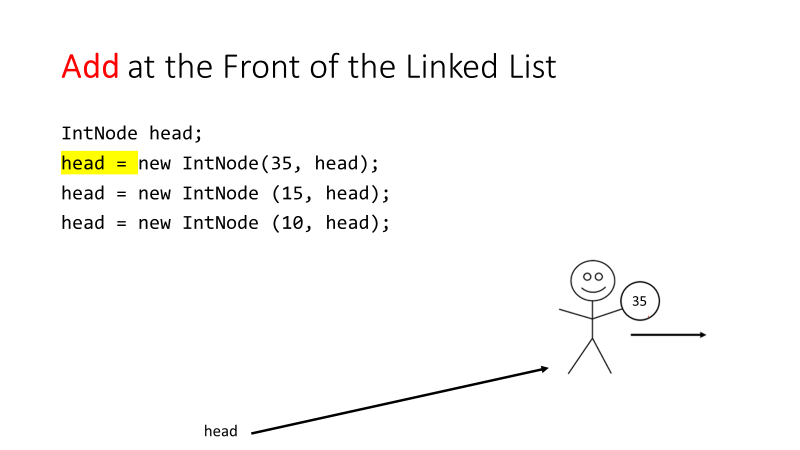 Add at the Front of the Linked List
IntNode head;
head = new IntNode(35, head);
head = new IntNode (15, head);
head = new IntNode (10, head);
35
head